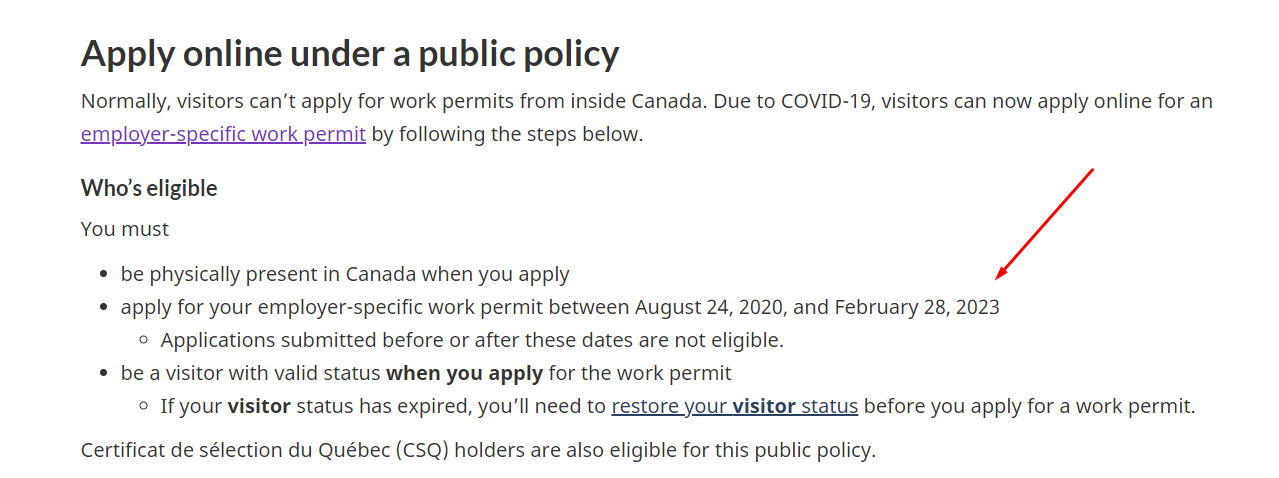 Apply online under a public policy
Normally, visitors can’t apply for work permits from inside Canada. Due to COVID-19, visitors can now apply online for an
employer-specific work permit by following the steps below.
Who’s eligible
You must
• be physically present in Canada when you apply
• apply for your employer-specific work permit between August 24, 2020, and February 28, 2023
◦ Applications submitted before or after these dates are not eligible.
• be a visitor with valid status when you apply for the work permit
◦ If your visitor status has expired, you’ll need to restore your visitor status before you apply for a work permit.
Certificat de sélection du Québec (CSQ) holders are also eligible for this public policy.